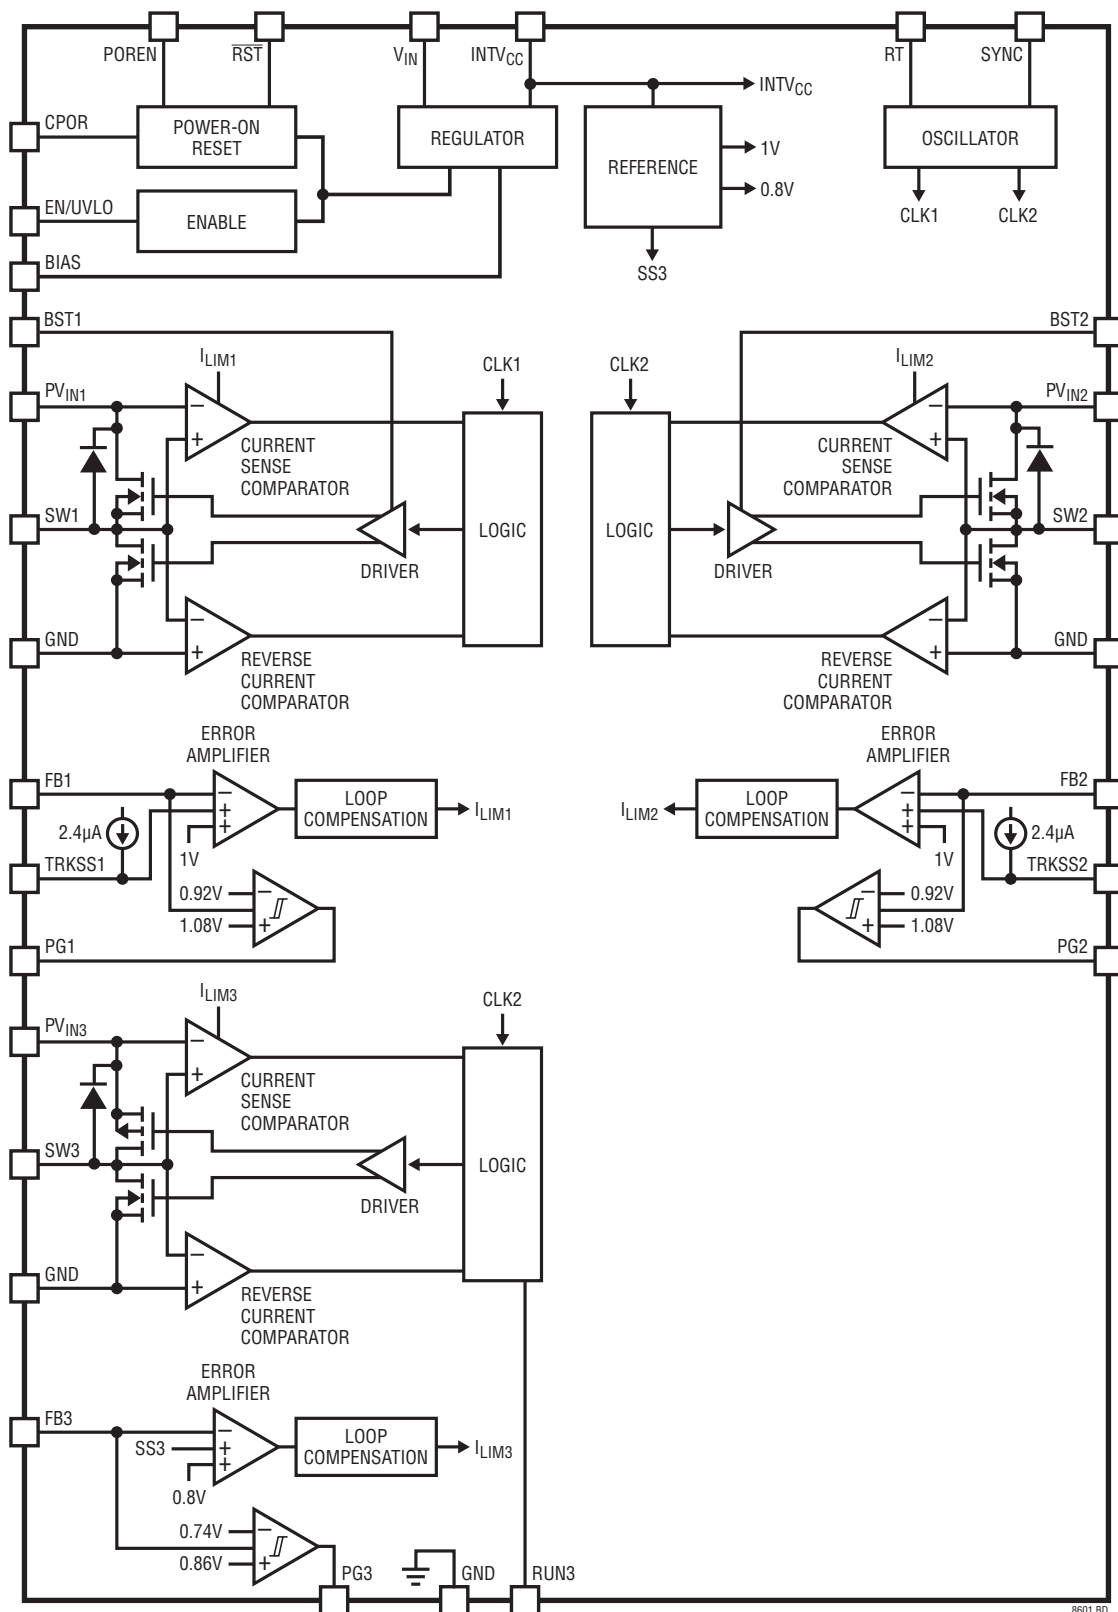 POREN
RST
VIN
INTVCC
RT
SYNC
INTVCC
CPOR
POWER-ON
RESET
REGULATOR
REFERENCE
1V
0.8V
OSCILLATOR
EN/UVLO
ENABLE
CLK1
CLK2
BIAS
SS3
BST1
BST2
ILIM1
CLK1
CLK2
ILIM2
PVIN1
PVIN2
−
+
CURRENT
SENSE
COMPARATOR
−
+
CURRENT
SENSE
COMPARATOR
SW1
LOGIC
LOGIC
SW2
DRIVER
DRIVER
GND
−
+
REVERSE
CURRENT
COMPARATOR
−
+
REVERSE
CURRENT
COMPARATOR
GND
ERROR
AMPLIFIER
ERROR
AMPLIFIER
FB1
−
+
+
LOOP
COMPENSATION
ILIM1
ILIM2
LOOP
COMPENSATION
−
+
+
FB2
2.4µA
1V
1V
2.4µA
TRKSS1
TRKSS2
0.92V
−
1.08V
+
−
0.92V
+
1.08V
PG1
PG2
ILIM3
CLK2
PVIN3
−
+
CURRENT
SENSE
COMPARATOR
SW3
LOGIC
DRIVER
GND
−
+
REVERSE
CURRENT
COMPARATOR
ERROR
AMPLIFIER
FB3
−
SS3
+
+
0.8V
LOOP
COMPENSATION
ILIM3
0.74V
−
0.86V
+
PG3
GND
RUN3
8601 BD